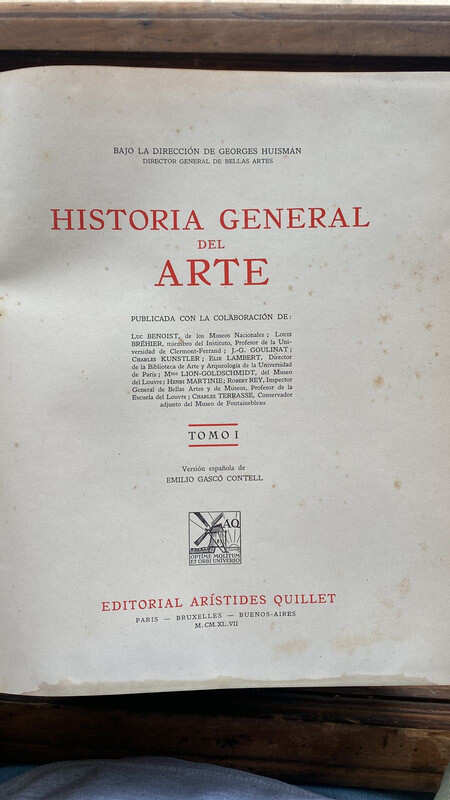 BAJO LA DIRECCIÓN DE GEORGES HUISMAN
DIRECTOR GENERAL DE BELLAS ARTES
HISTORIA GENERAL
DEL
ARTE
PUBLICADA CON LA COLABORACIÓN DE:
Luc BENOIST, de los Museos Nacionales; Louis
BRÉHIER, miembro del Instituto, Profesor de la Uni-
versidad de Clermont-Ferrand; J.-G. GOULINAT;
CHARLES KUNSTLER; ÉLIE LAMBERT, Director
de la Biblioteca de Arte y Arqueología de la Universidad
de París; Mme LION-GOLDSCHMIDT, del Museo
del Louvre; HENRI MARTINIE; ROBERT REY, Inspector
General de Bellas Artes y de Museos, Profesor de la
Escuela del Louvre; CHARLES TERRASSE, Conservador
adjunto del Museo de Fontainebleau
TOMO I
Versión española de
EMILIO GASCÓ CONTELL
AQ
OPTIME MOLITUM
ET ORBI UNIVERSO
EDITORIAL ARÍSTIDES QUILLET
PARIS — BRUXELLES — BUENOS-AIRES
M.CM.XL.VII